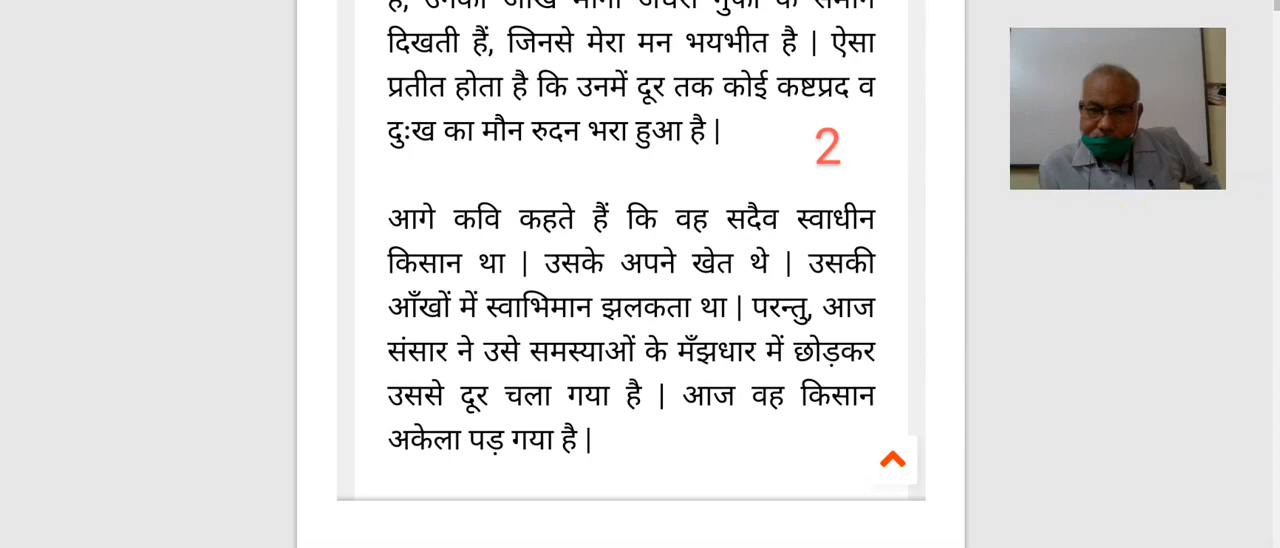 दिखती हैं, जिनसे मेरा मन भयभीत है | ऐसा
प्रतीत होता है कि उनमें दूर तक कोई कष्टप्रद व
दुःख का मौन रुदन भरा हुआ है |
2
आगे कवि कहते हैं कि वह सदैव स्वाधीन
किसान था | उसके अपने खेत थे | उसकी
आँखों में स्वाभिमान झलकता था | परन्तु, आज
संसार ने उसे समस्याओं के मँझधार में छोड़कर
उससे दूर चला गया है | आज वह किसान
अकेला पड़ गया है |